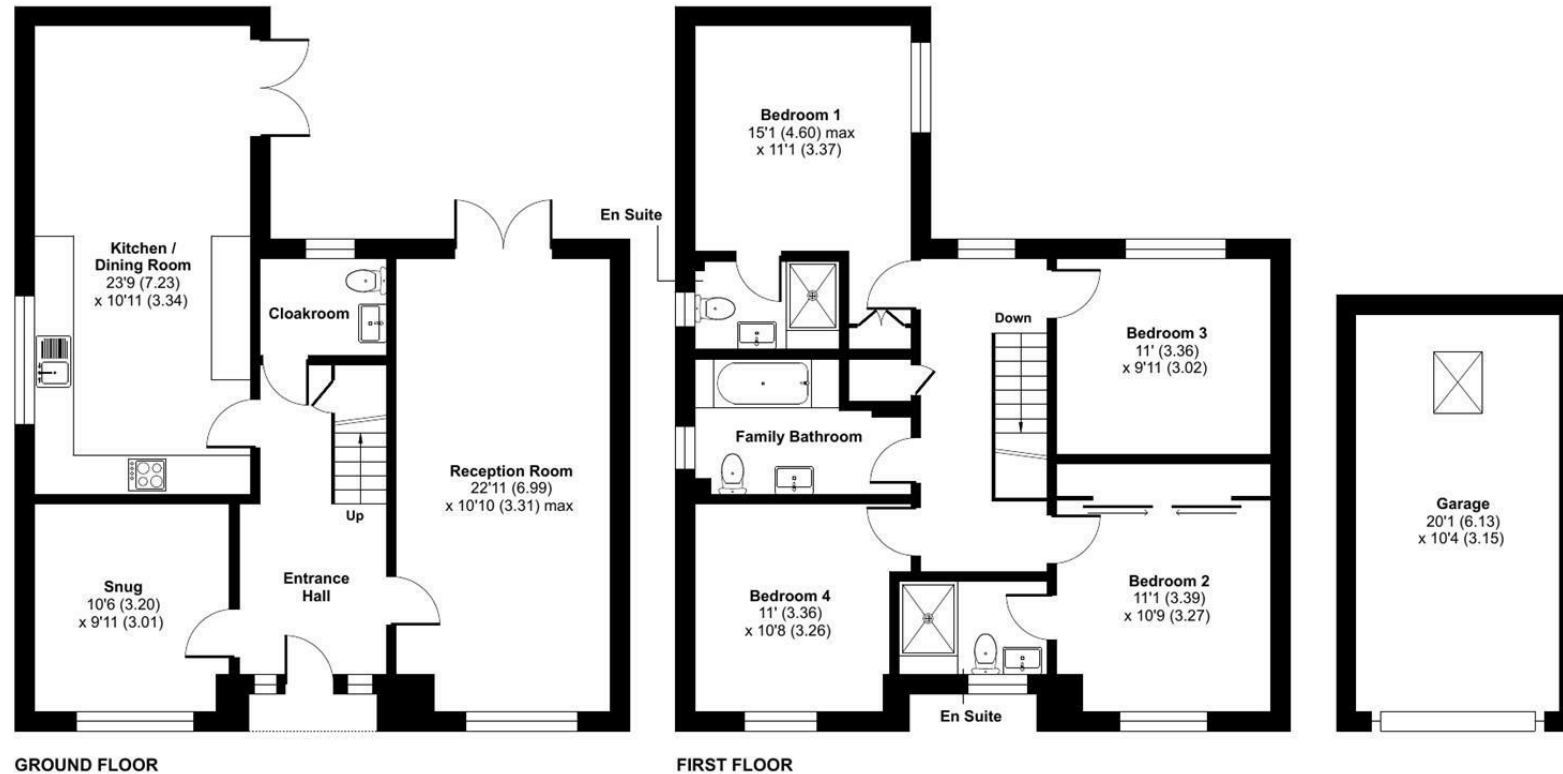 Kitchen /
Dining Room
23'9 (7.23)
x 10'11 (3.34)
Cloakroom
Reception Room
22'11 (6.99)
x 10'10 (3.31) max
Up
Snug
10'6 (3.20)
x 9'11 (3.01)
Entrance
Hall
GROUND FLOOR
Bedroom 1
15'1 (4.60) max
x 11'1 (3.37)
En Suite
Down
Bedroom 3
11' (3.36)
x 9'11 (3.02)
Family Bathroom
Bedroom 4
11' (3.36)
x 10'8 (3.26)
Bedroom 2
11'1 (3.39)
x 10'9 (3.27)
En Suite
FIRST FLOOR
Garage
20'1 (6.13)
x 10'4 (3.15)